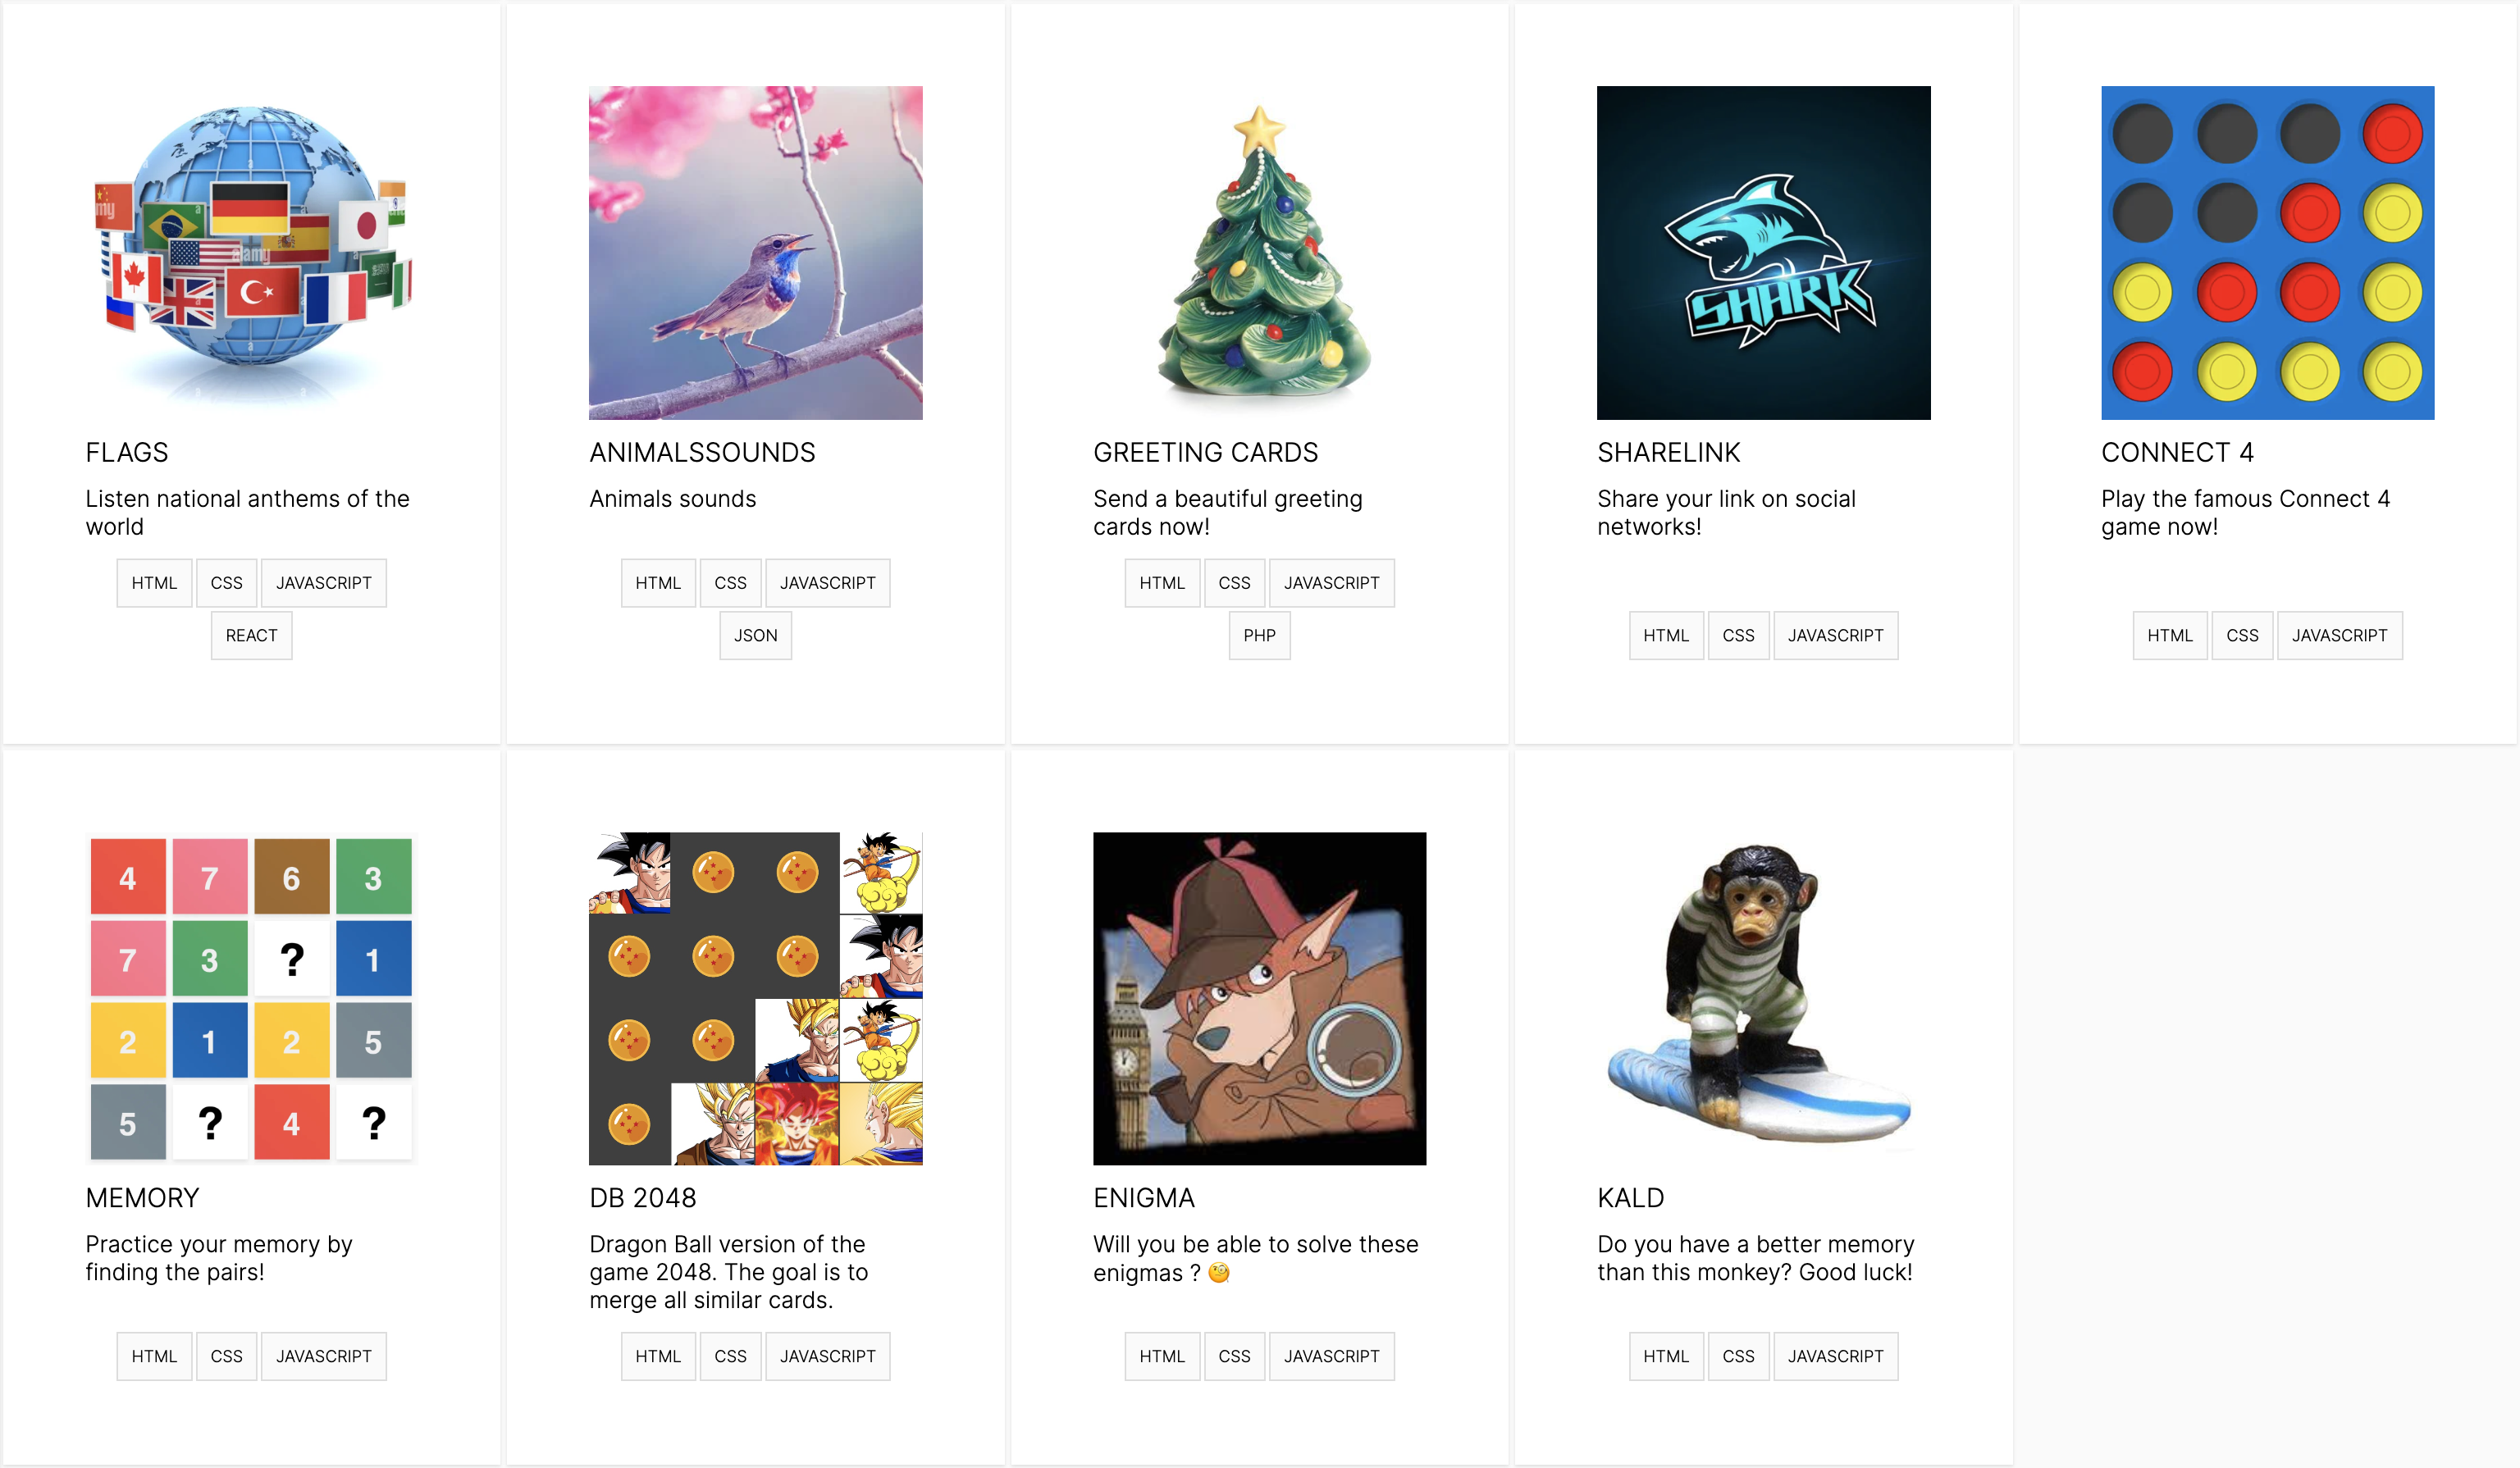 my
a
alamy
a
a
a
a
SHARK
FLAGS
Listen national anthems of the
world
HTML CSS JAVASCRIPT
REACT
ANIMALSSOUNDS
Animals sounds
HTML CSS JAVASCRIPT
JSON
GREETING CARDS
Send a beautiful greeting
cards now!
HTML CSS JAVASCRIPT
PHP
SHARELINK
Share your link on social
networks!
HTML CSS JAVASCRIPT
CONNECT 4
Play the famous Connect 4
game now!
HTML CSS JAVASCRIPT
4 7 6 3
7 3 ? 1
2 1 2 5
5 ? 4 ?
MEMORY
Practice your memory by
finding the pairs!
HTML CSS JAVASCRIPT
DB 2048
Dragon Ball version of the
game 2048. The goal is to
merge all similar cards.
HTML CSS JAVASCRIPT
ENIGMA
Will you be able to solve these
enigmas ? 🧐
HTML CSS JAVASCRIPT
KALD
Do you have a better memory
than this monkey? Good luck!
HTML CSS JAVASCRIPT